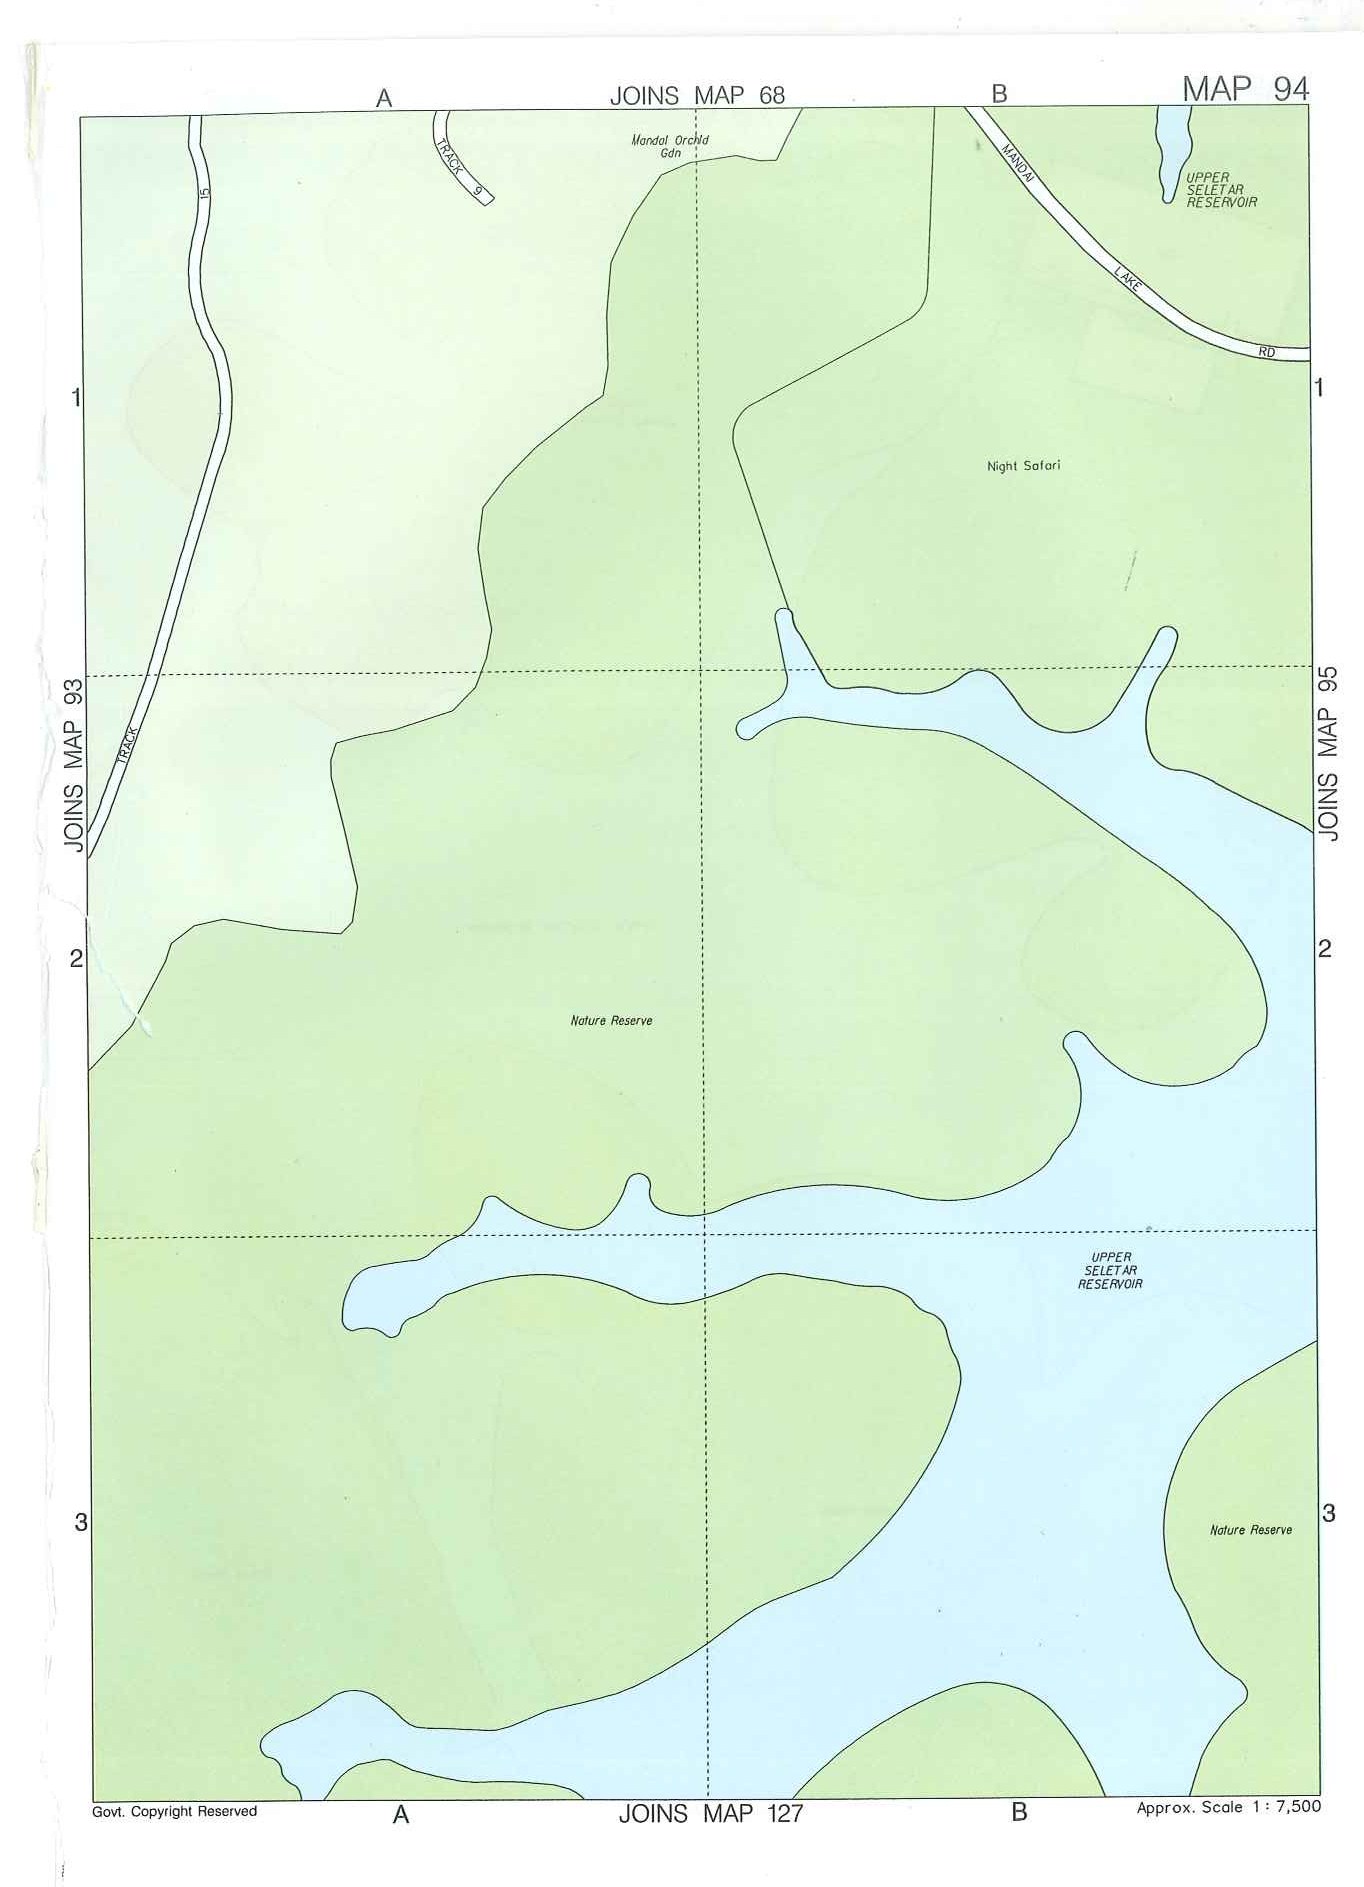 A
JOINS MAP 68
B
MAP 94
Mandai Orchid
Gdn
TRACK 9
15
MANDAI
LAKE
RD
UPPER
SELETAR
RESERVOIR
1
1
Night Safari
JOINS MAP 93
TRACK
JOINS MAP 95
2
2
Nature Reserve
UPPER
SELETAR
RESERVOIR
3
3
Nature Reserve
Govt. Copyright Reserved
A
JOINS MAP 127
B
Approx. Scale 1 : 7,500